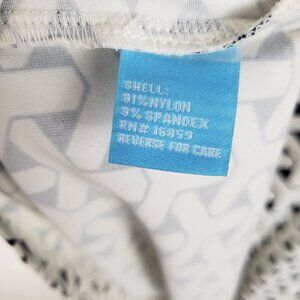 SHELL:
91%NYLON
9% SPANDEX
RN# 16859
REVERSE FOR CARE